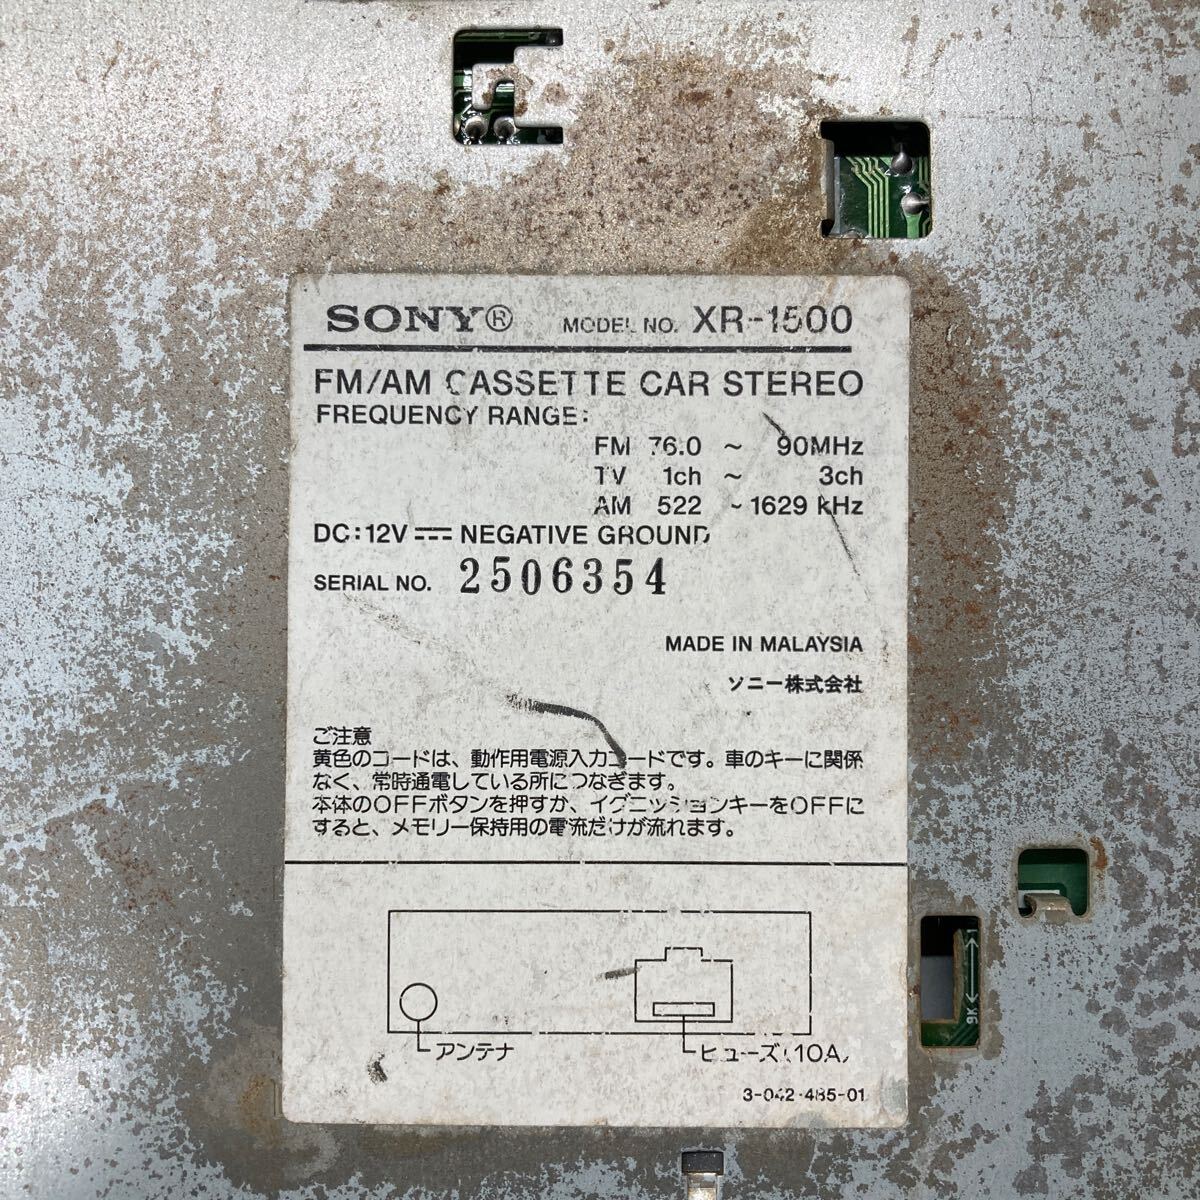 SONY® MODEL NO. XR-1500
FM/AM CASSETTE CAR STEREO
FREQUENCY RANGE:
FM 76.0 ~ 90MHz
TV 1ch ~ 3ch
AM 522 ~1629 kHz
DC:12V ⎓ NEGATIVE GROUND
SERIAL NO. 2506354
MADE IN MALAYSIA
ソニー株式会社
ご注意
黄色のコードは、動作用電源入力コードです。車のキーに関係
なく、常時通電している所につなぎます。
本体のOFFボタンを押すか、イグニッションキーをOFFに
すると、メモリー保持用の電流だけが流れます。
アンテナ ヒューズ(10A)
3-042-485-01
9K